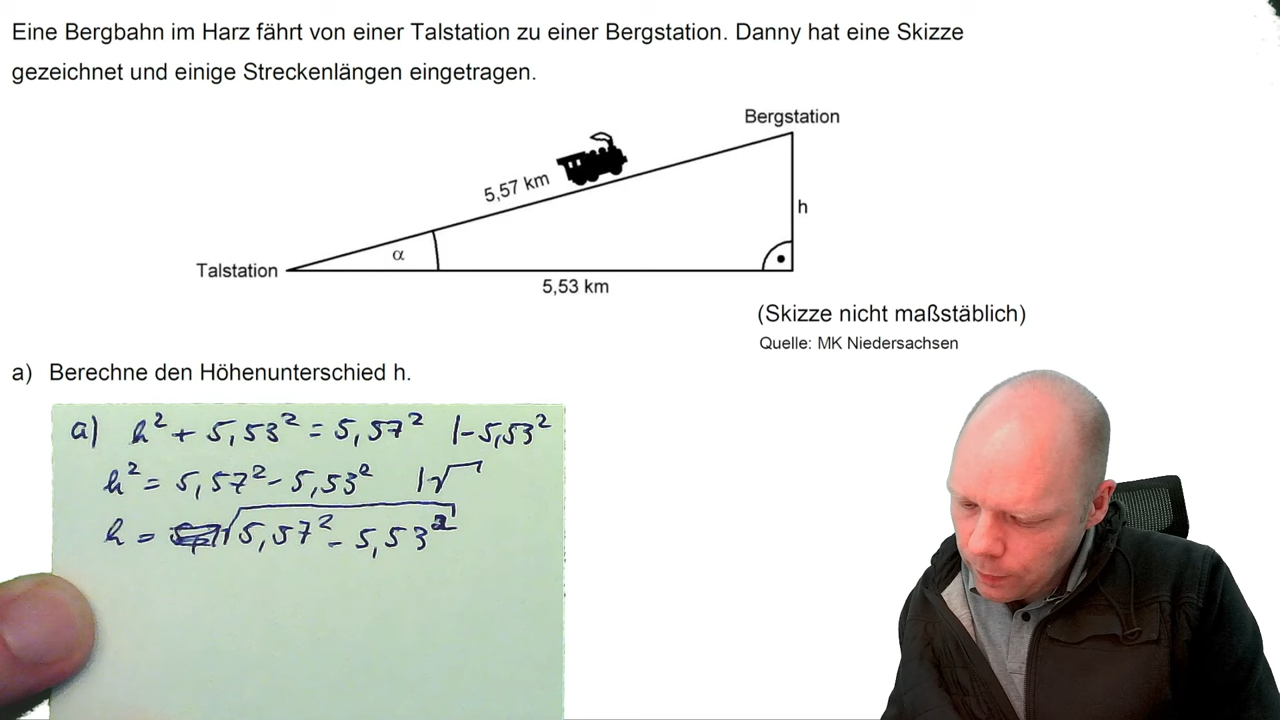 Eine Bergbahn im Harz fährt von einer Talstation zu einer Bergstation. Danny hat eine Skizze
gezeichnet und einige Streckenlängen eingetragen.
Bergstation
5,57 km
h
α
Talstation
5,53 km
(Skizze nicht maßstäblich)
Quelle: MK Niedersachsen
a) Berechne den Höhenunterschied h.
a) h² + 5,53² = 5,57² |-5,53²
h² = 5,57² - 5,53² |√
h = √5,57² - 5,53²